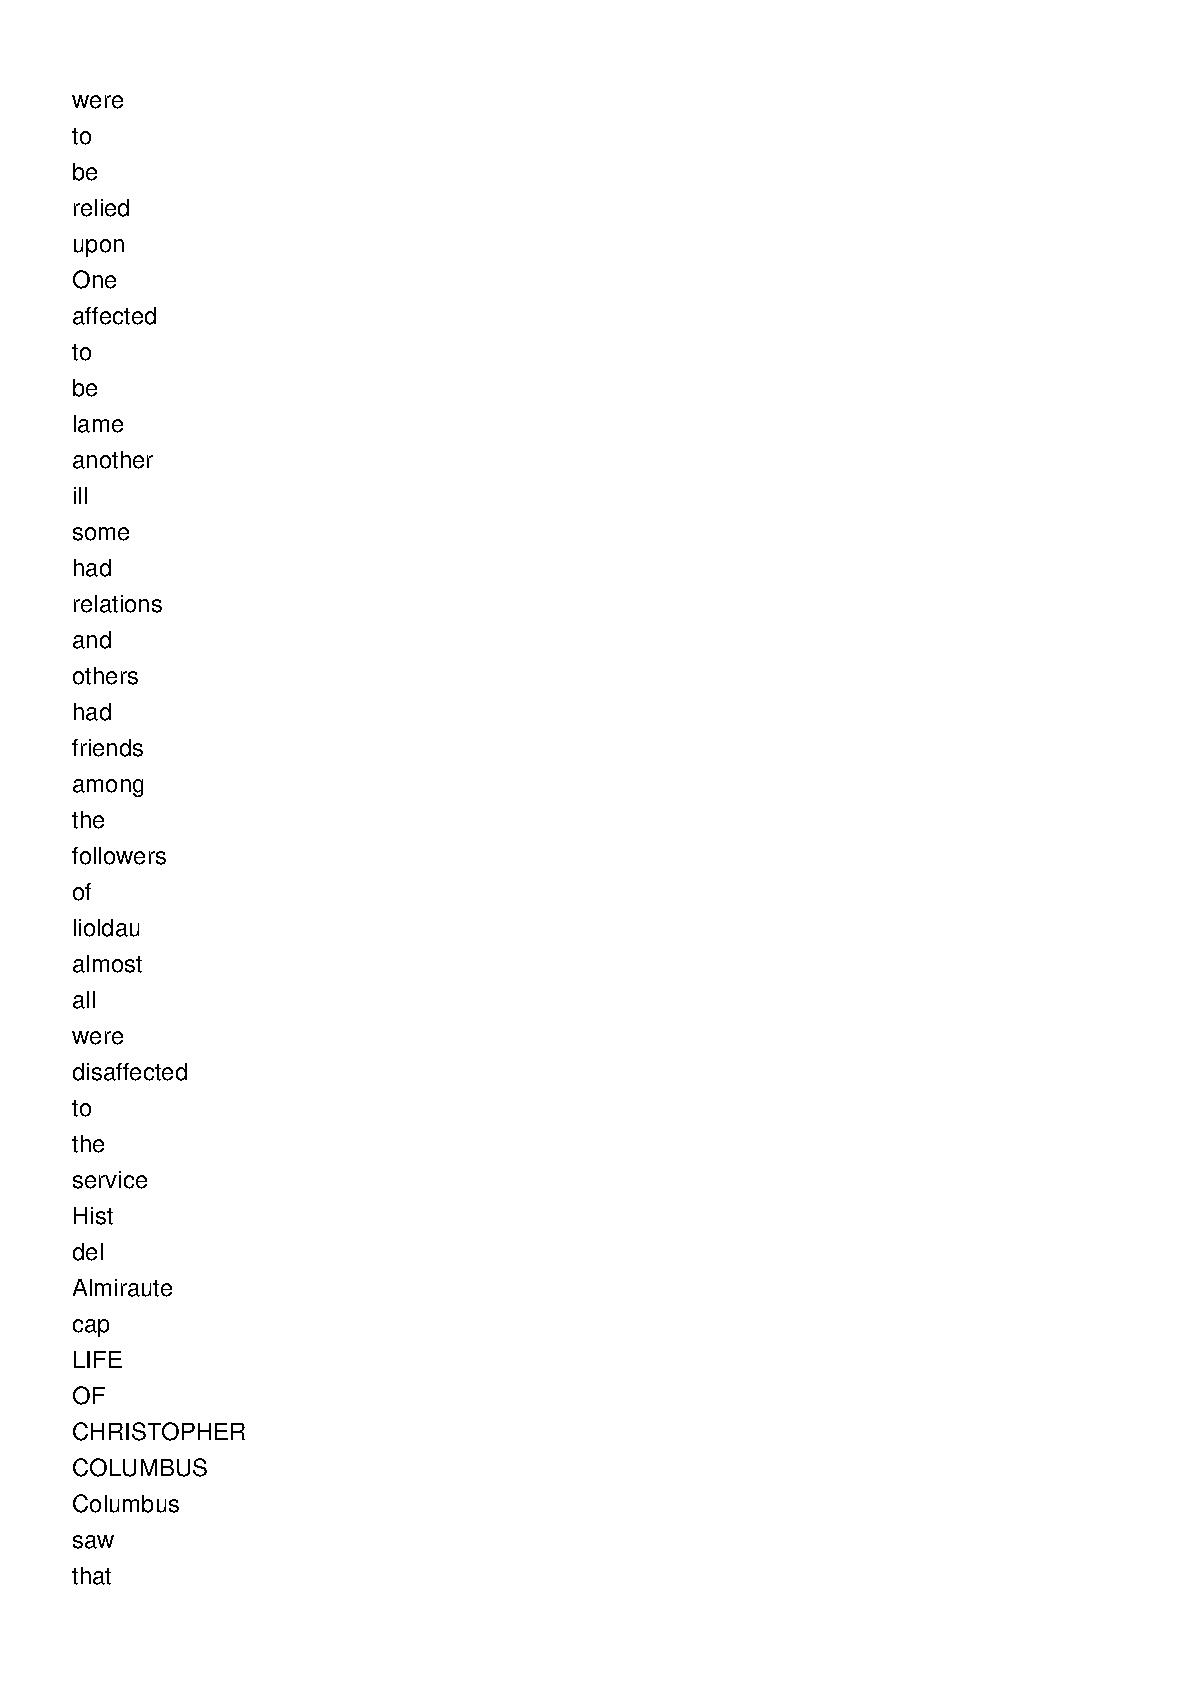 were
to
be
relied
upon
One
affected
to
be
lame
another
ill
some
had
relations
and
others
had
friends
among
the
followers
of
lioldau
almost
all
were
disaffected
to
the
service
Hist
del
Almiraute
cap
LIFE
OF
CHRISTOPHER
COLUMBUS
Columbus
saw
that